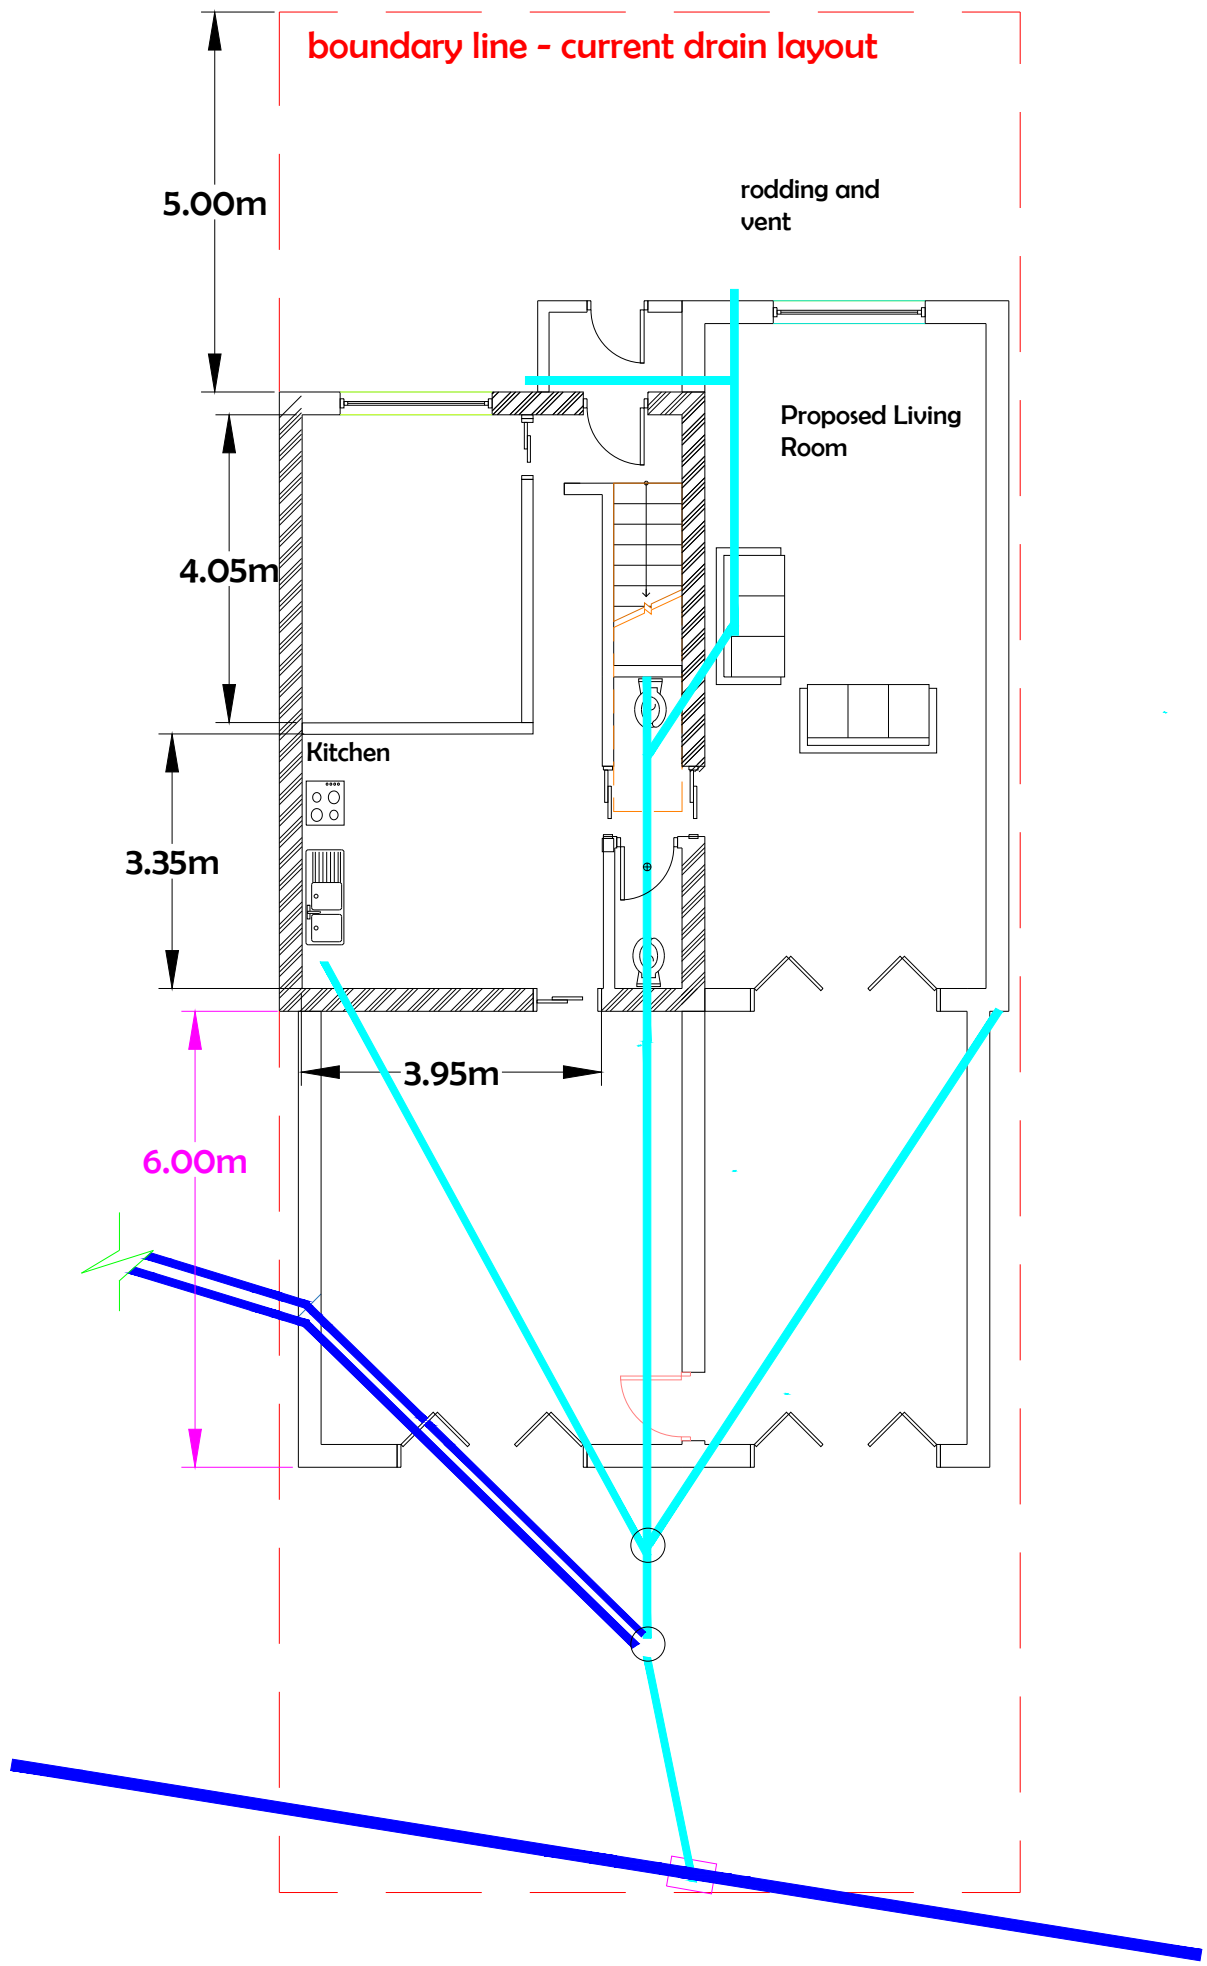 boundary line - current drain layout
5.00m
rodding and
vent
Proposed Living
Room
4.05m
Kitchen
3.35m
3.95m
6.00m